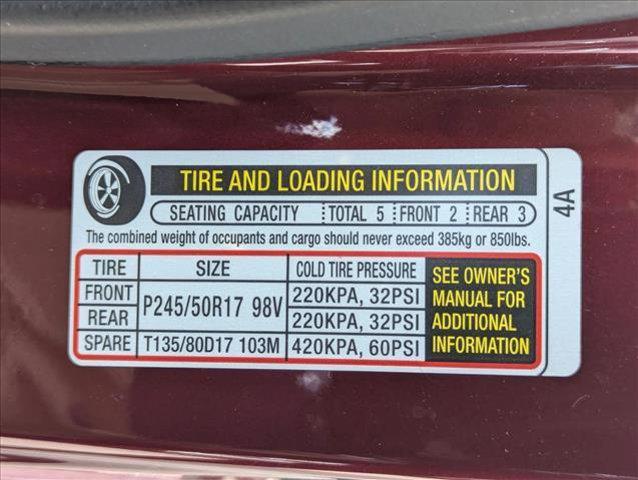 TIRE AND LOADING INFORMATION
SEATING CAPACITY TOTAL 5 FRONT 2 REAR 3
4A
The combined weight of occupants and cargo should never exceed 385kg or 850lbs.
TIRE SIZE COLD TIRE PRESSURE
FRONT P245/50R17 98V 220KPA, 32PSI
REAR 220KPA, 32PSI
SPARE T135/80D17 103M 420KPA, 60PSI
SEE OWNER'S
MANUAL FOR
ADDITIONAL
INFORMATION